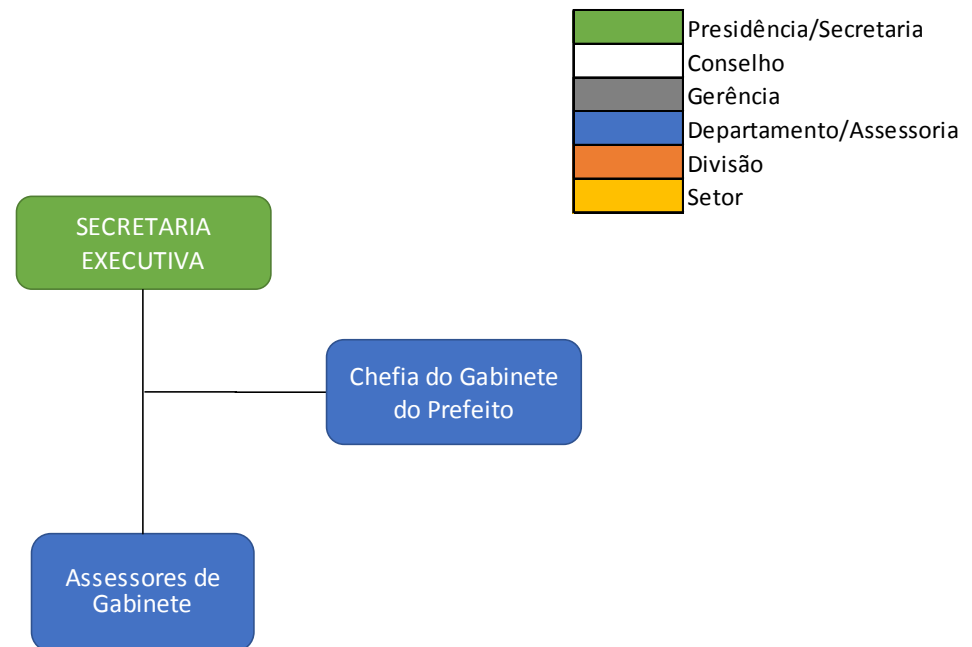 Presidência/Secretaria
Conselho
Gerência
Departamento/Assessoria
Divisão
Setor
SECRETARIA
EXECUTIVA
Chefia do Gabinete
do Prefeito
Assessores de
Gabinete